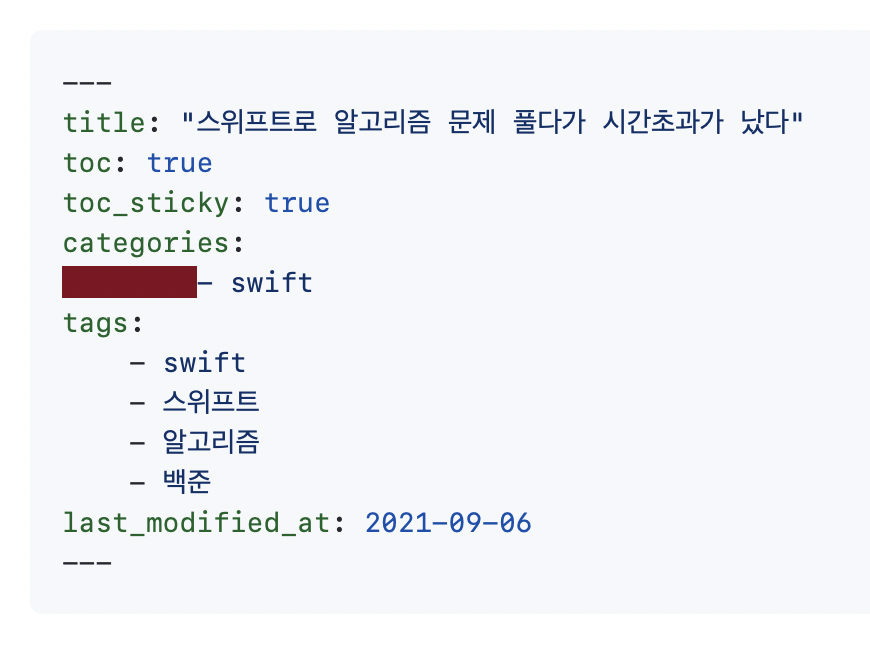 ---
title: "스위프트로 알고리즘 문제 풀다가 시간초과가 났다"
toc: true
toc_sticky: true
categories:
- swift
tags:
    - swift
    - 스위프트
    - 알고리즘
    - 백준
last_modified_at: 2021-09-06
---